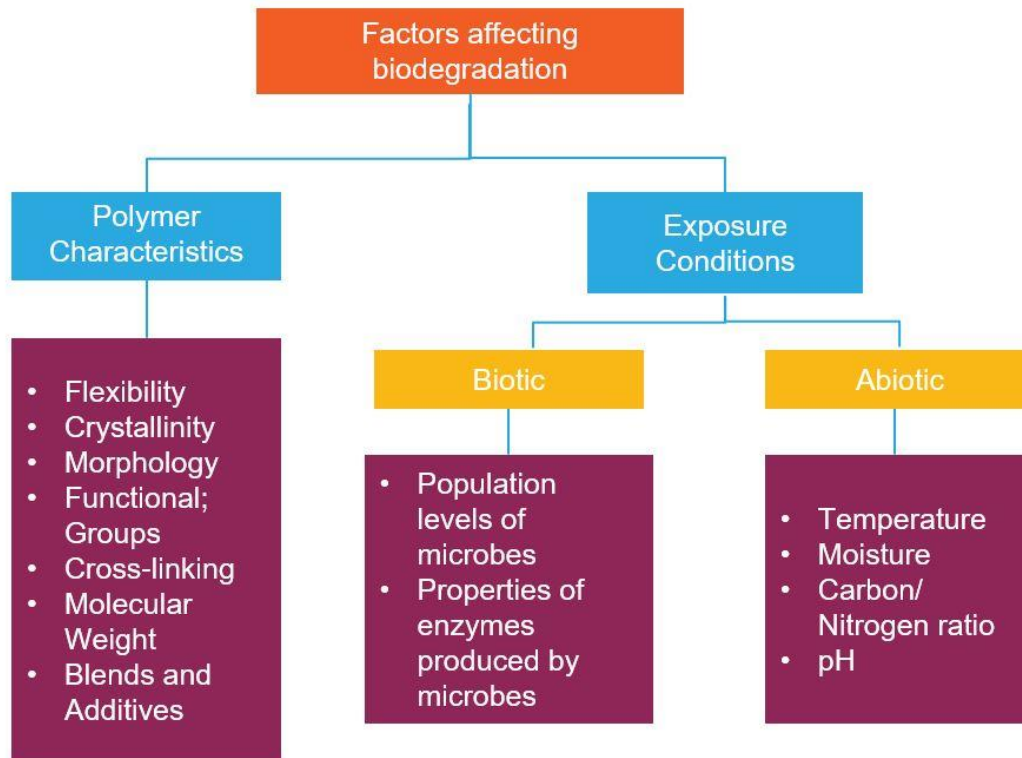 Factors affecting
biodegradation
Polymer
Characteristics
Exposure
Conditions
• Flexibility
• Crystallinity
• Morphology
• Functional;
Groups
• Cross-linking
• Molecular
Weight
• Blends and
Additives
Biotic
Abiotic
• Population
levels of
microbes
• Properties of
enzymes
produced by
microbes
• Temperature
• Moisture
• Carbon/
Nitrogen ratio
• pH